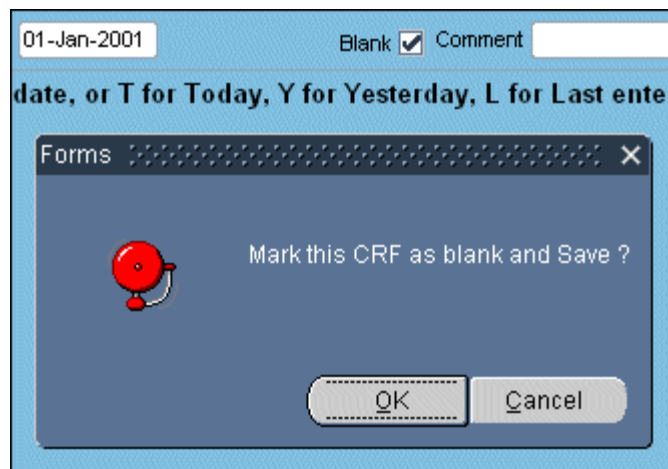 01-Jan-2001 Blank Comment
date, or T for Today, Y for Yesterday, L for Last ente
Forms
Mark this CRF as blank and Save ?
OK Cancel